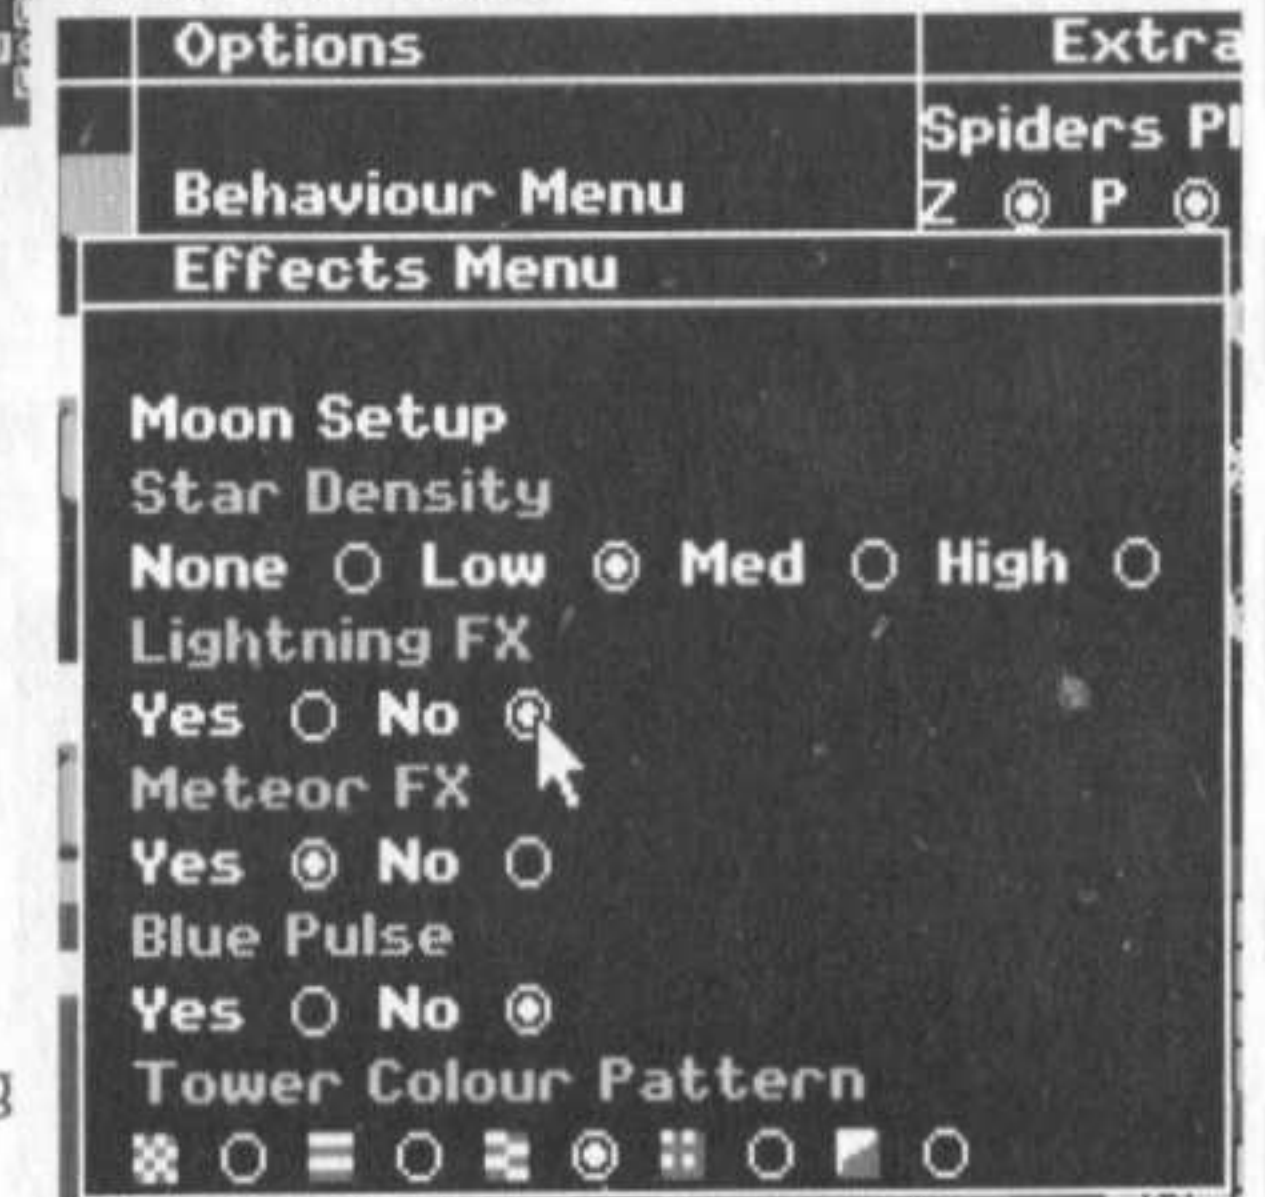 Options
Extra
Spiders Pl
Behaviour Menu
Z P
Effects Menu
Moon Setup
Star Density
None Low Med High
Lightning FX
Yes No
Meteor FX
Yes No
Blue Pulse
Yes No
Tower Colour Pattern
g